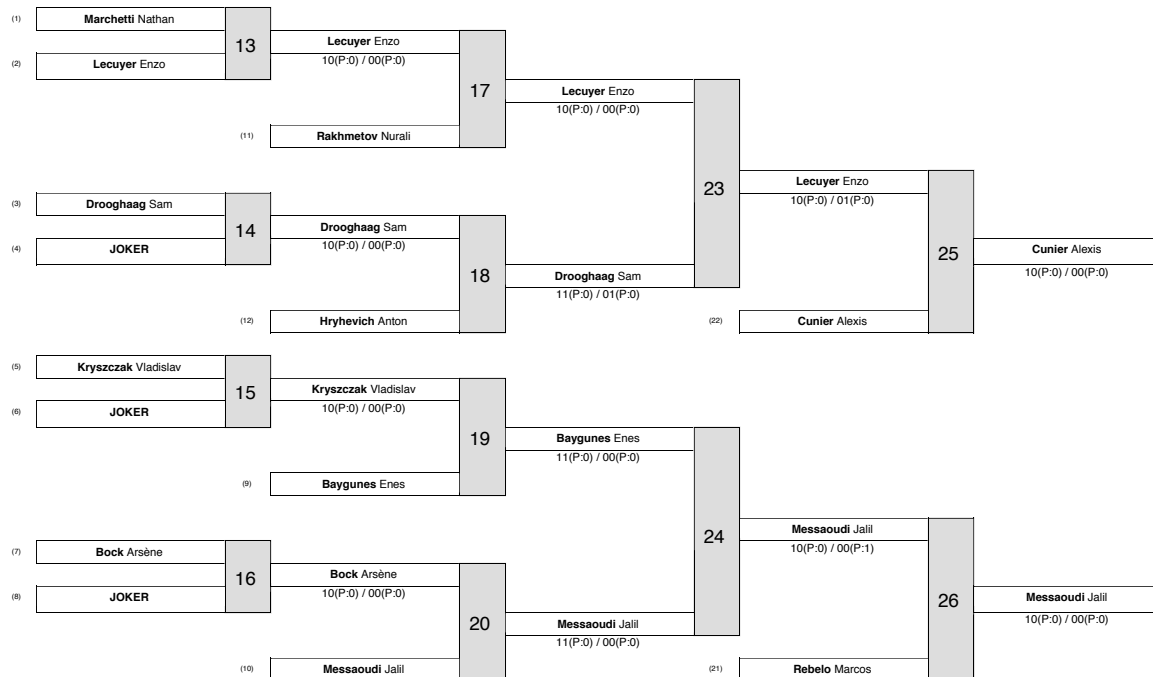 (1) Marchetti Nathan
13
(2) Lecuyer Enzo
Lecuyer Enzo
10(P:0) / 00(P:0)
17
(11) Rakhmetov Nurali
Lecuyer Enzo
10(P:0) / 00(P:0)
23
(3) Drooghaag Sam
14
(4) JOKER
Drooghaag Sam
10(P:0) / 00(P:0)
18
(12) Hryhevich Anton
Drooghaag Sam
11(P:0) / 01(P:0)
Lecuyer Enzo
10(P:0) / 01(P:0)
25
(22) Cunier Alexis
Cunier Alexis
10(P:0) / 00(P:0)
(5) Kryszczak Vladislav
15
(6) JOKER
Kryszczak Vladislav
10(P:0) / 00(P:0)
19
(9) Baygunes Enes
Baygunes Enes
11(P:0) / 00(P:0)
24
(7) Bock Arsène
16
(8) JOKER
Bock Arsène
10(P:0) / 00(P:0)
20
(10) Messaoudi Jalil
Messaoudi Jalil
11(P:0) / 00(P:0)
Messaoudi Jalil
10(P:0) / 00(P:1)
26
(21) Rebelo Marcos
Messaoudi Jalil
10(P:0) / 00(P:0)